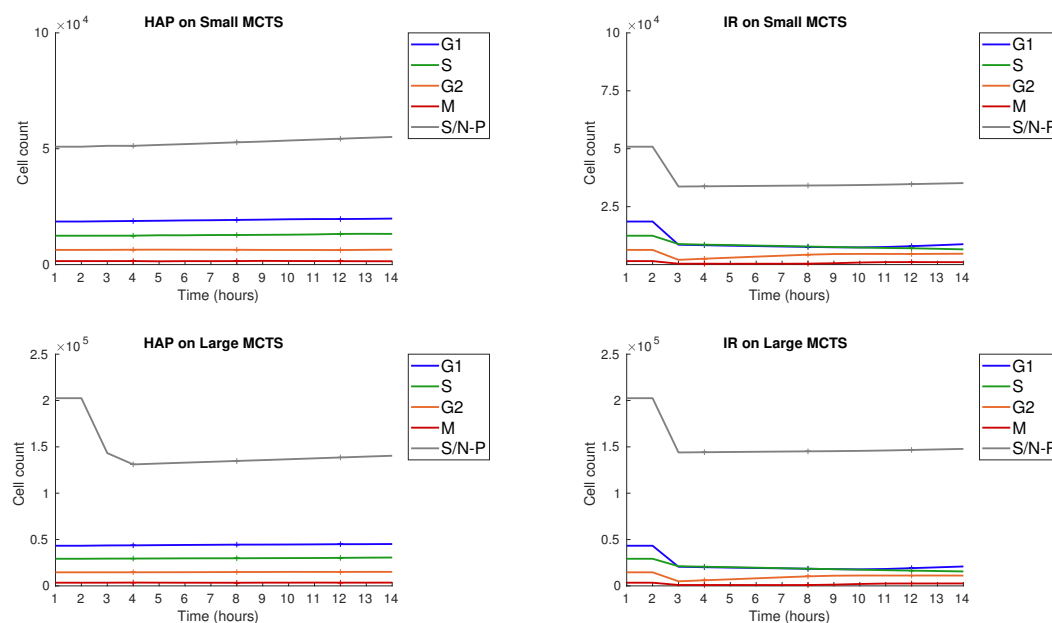 HAP on Small MCTS
×10^4
10
5
0
Cell count
1 2 3 4 5 6 7 8 9 10 11 12 13 14
Time (hours)
G1
S
G2
M
S/N-P
IR on Small MCTS
×10^4
10
7.5
5
2.5
Cell count
1 2 3 4 5 6 7 8 9 10 11 12 13 14
Time (hours)
G1
S
G2
M
S/N-P
HAP on Large MCTS
×10^5
2.5
2
1.5
1
0.5
0
Cell count
1 2 3 4 5 6 7 8 9 10 11 12 13 14
Time (hours)
G1
S
G2
M
S/N-P
IR on Large MCTS
×10^5
2.5
2
1.5
1
0.5
0
Cell count
1 2 3 4 5 6 7 8 9 10 11 12 13 14
Time (hours)
G1
S
G2
M
S/N-P